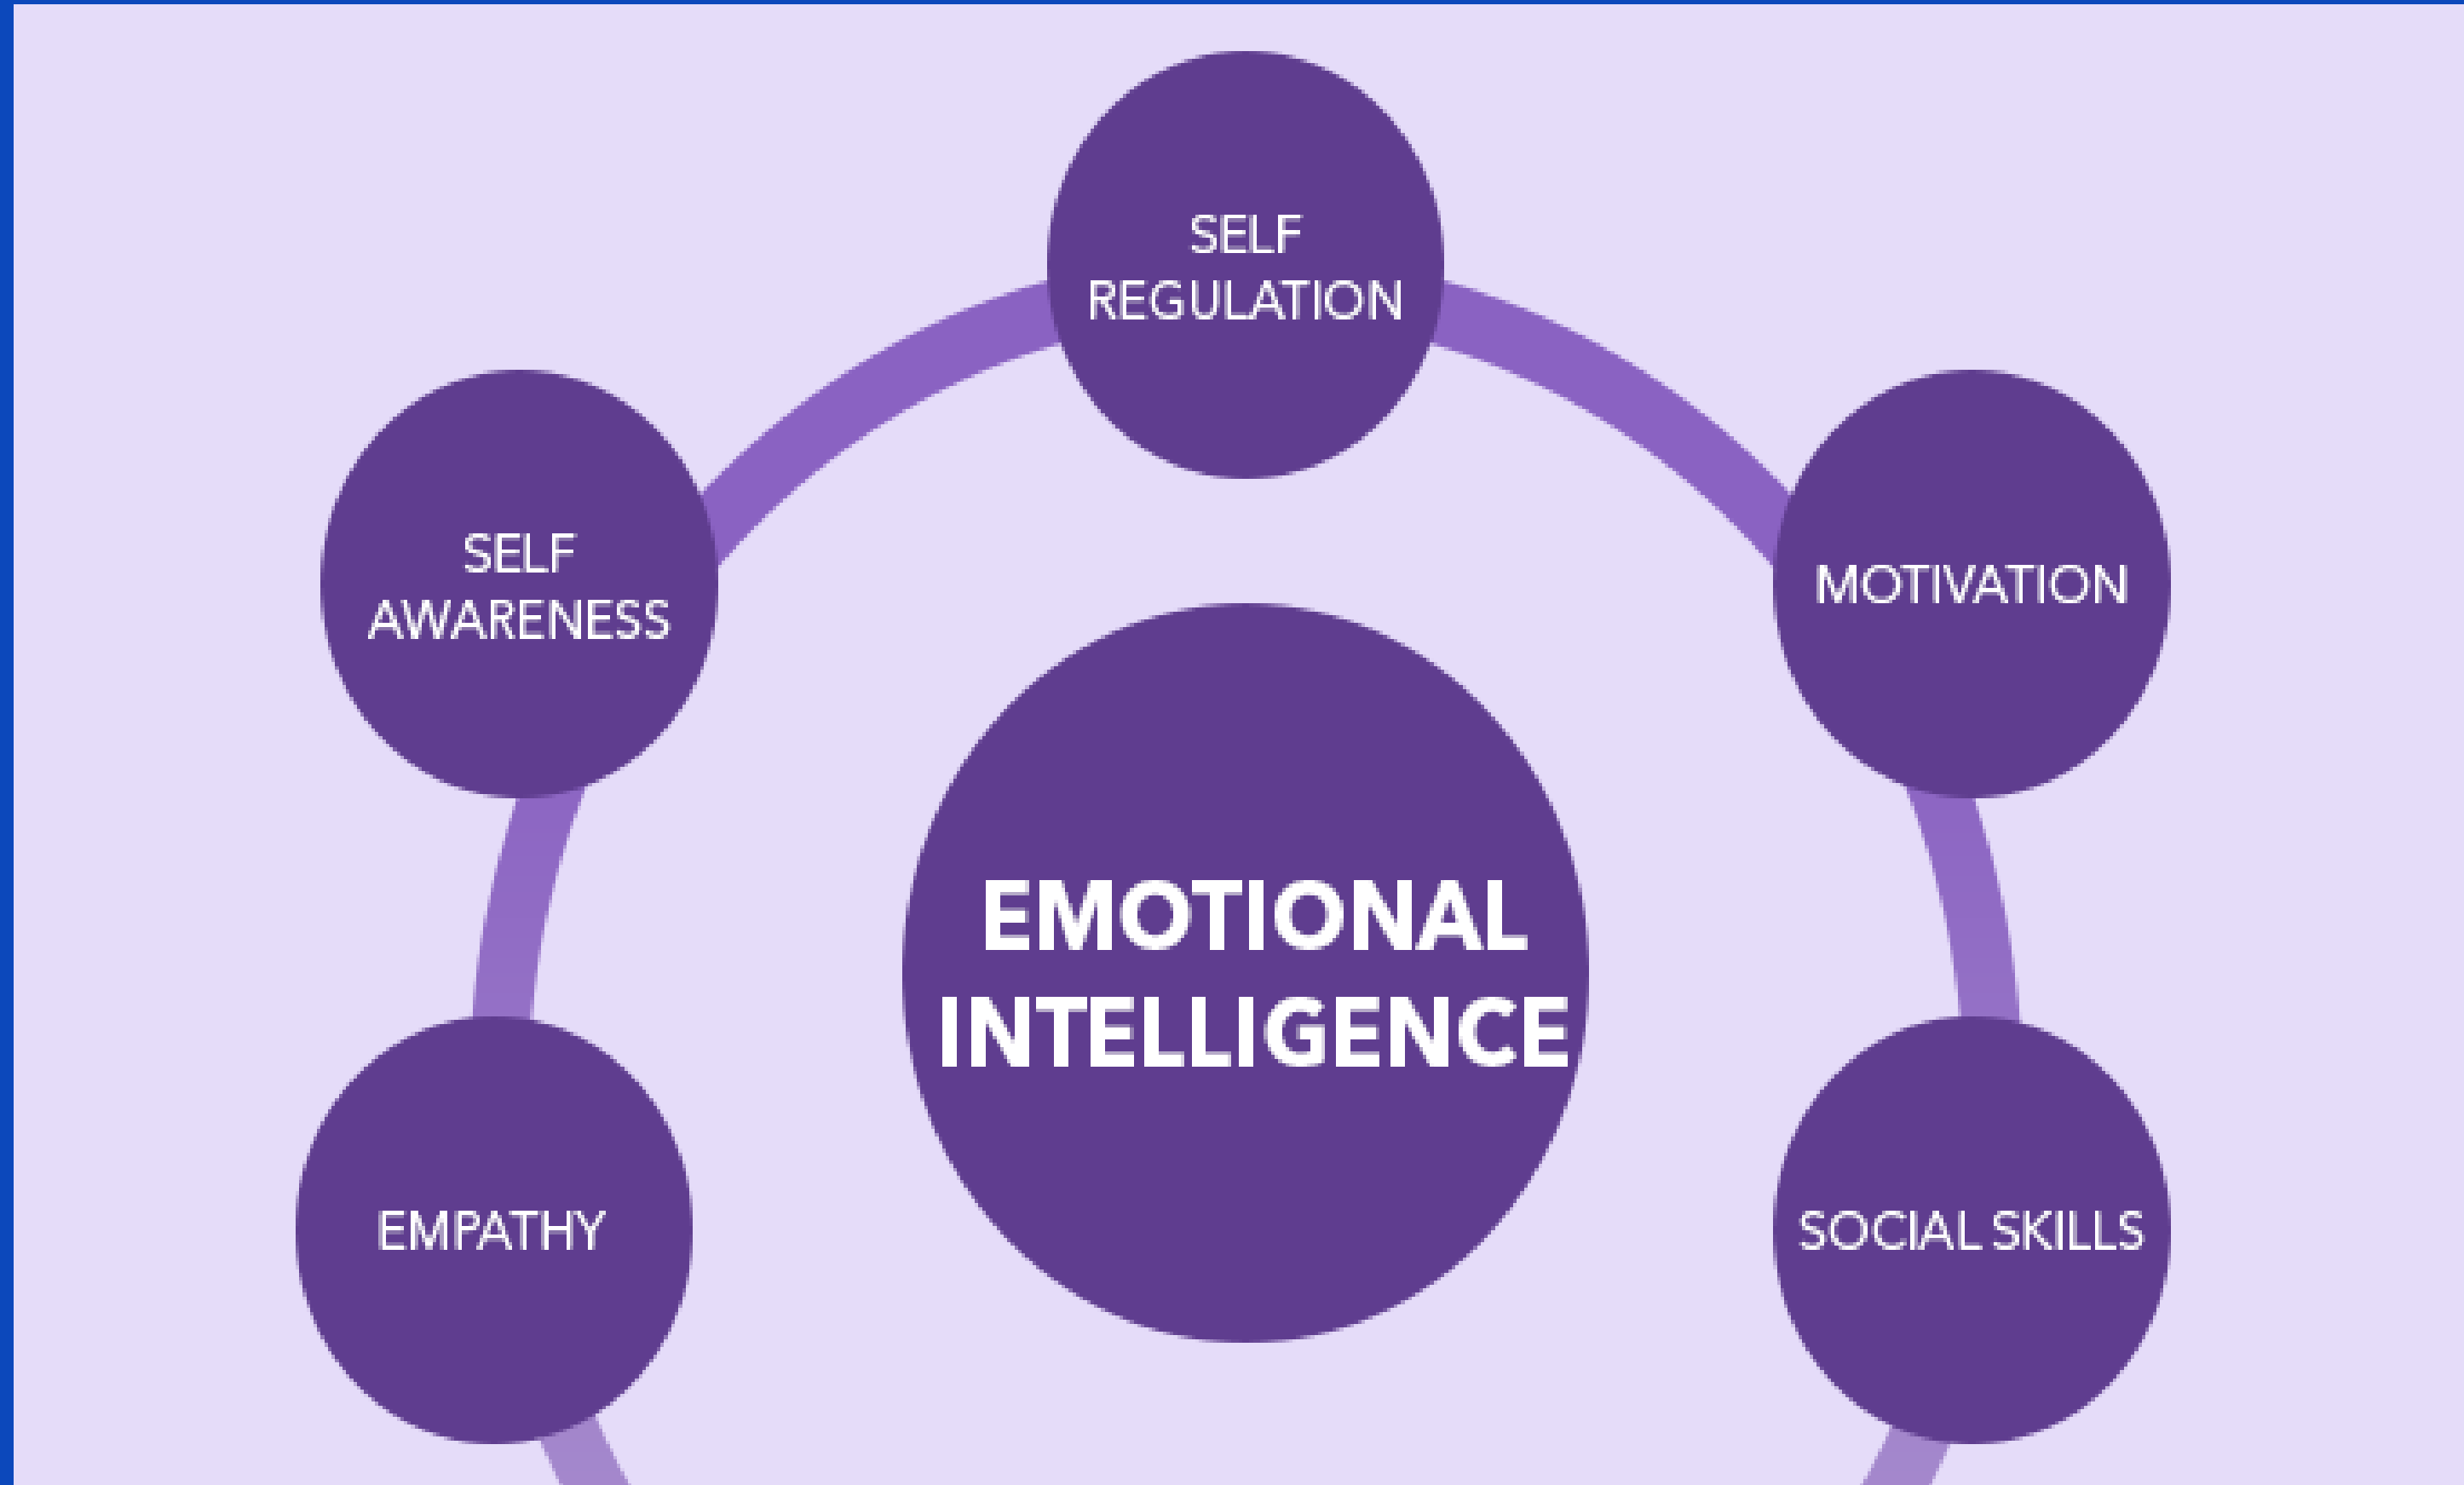 SELF
REGULATION
SELF
AWARENESS
MOTIVATION
EMOTIONAL
INTELLIGENCE
EMPATHY
SOCIAL SKILLS